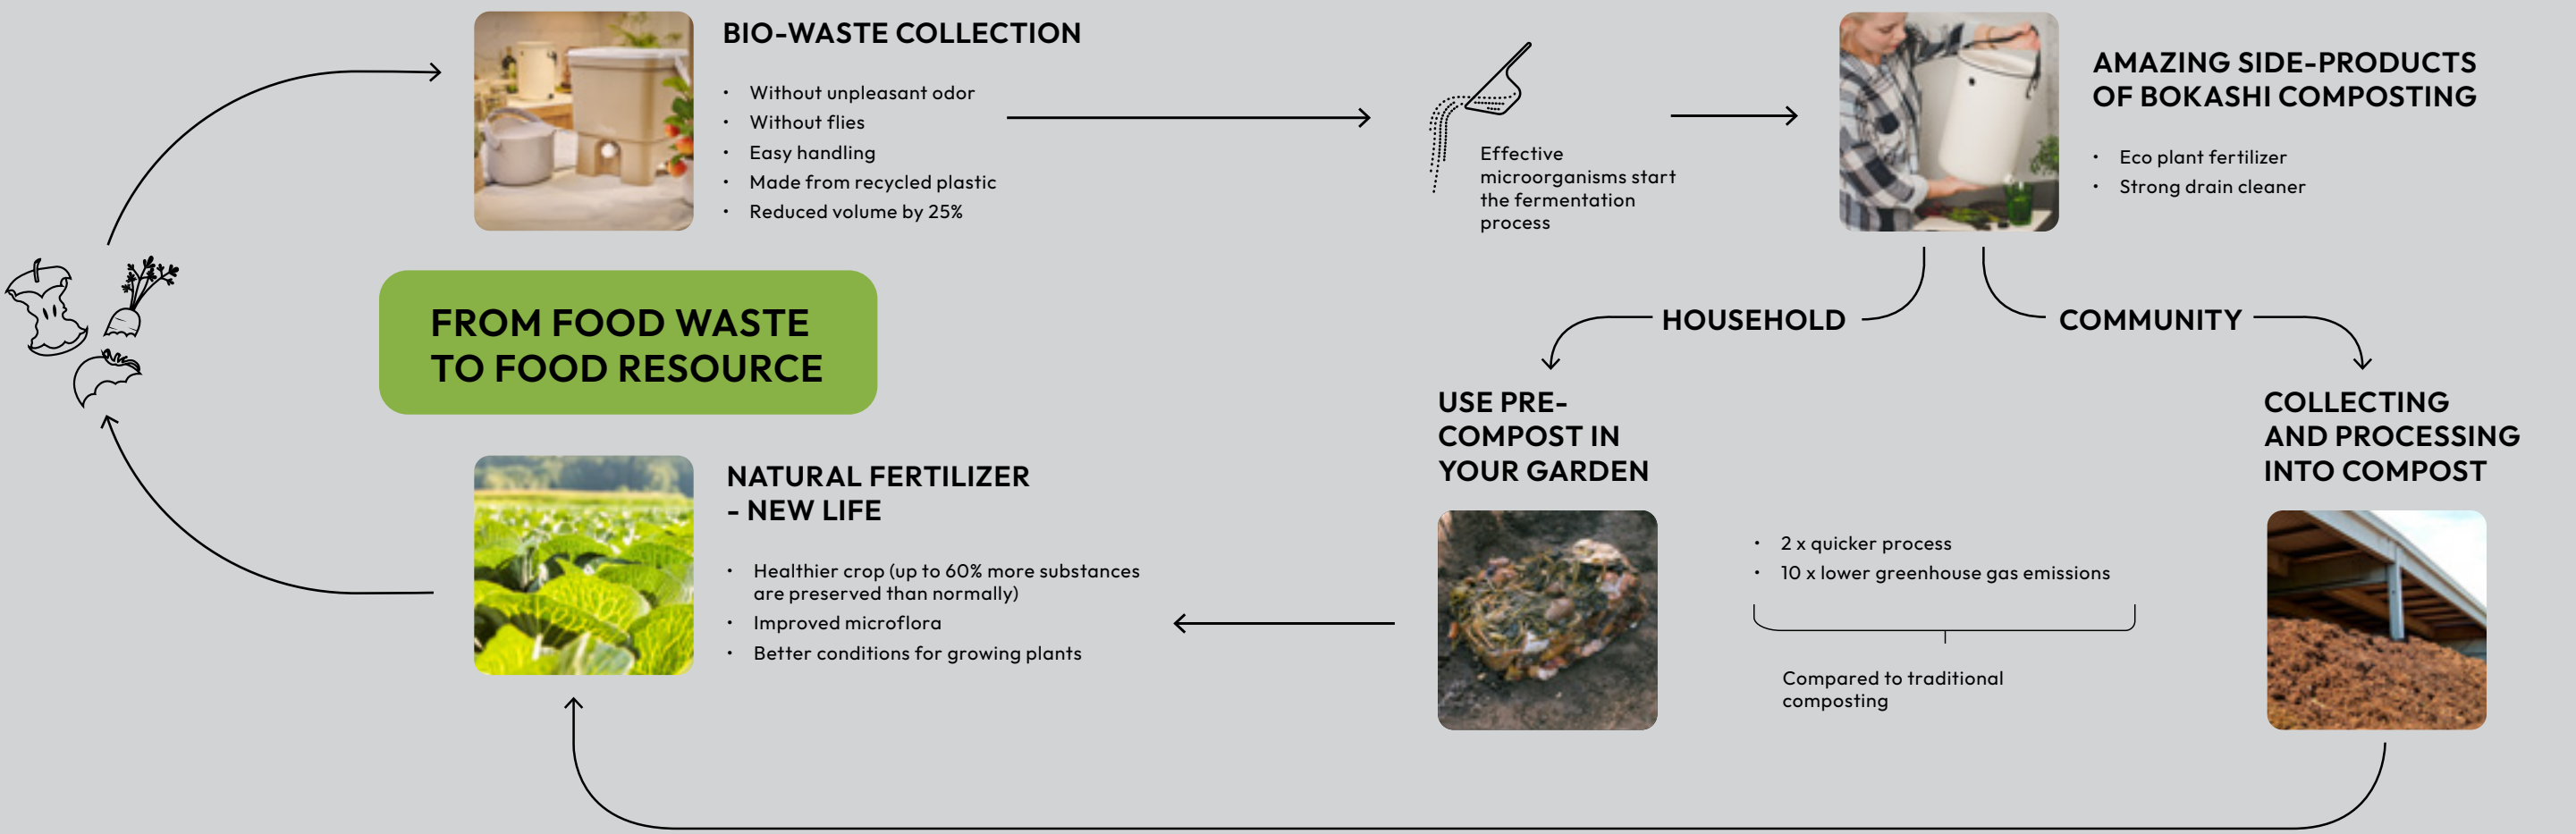 BIO-WASTE COLLECTION
• Without unpleasant odor
• Without flies
• Easy handling
• Made from recycled plastic
• Reduced volume by 25%
Effective
microorganisms start
the fermentation
process
AMAZING SIDE-PRODUCTS
OF BOKASHI COMPOSTING
• Eco plant fertilizer
• Strong drain cleaner
FROM FOOD WASTE
TO FOOD RESOURCE
HOUSEHOLD
COMMUNITY
USE PRE-
COMPOST IN
YOUR GARDEN
COLLECTING
AND PROCESSING
INTO COMPOST
NATURAL FERTILIZER
- NEW LIFE
• Healthier crop (up to 60% more substances
are preserved than normally)
• Improved microflora
• Better conditions for growing plants
• 2 x quicker process
• 10 x lower greenhouse gas emissions
Compared to traditional
composting